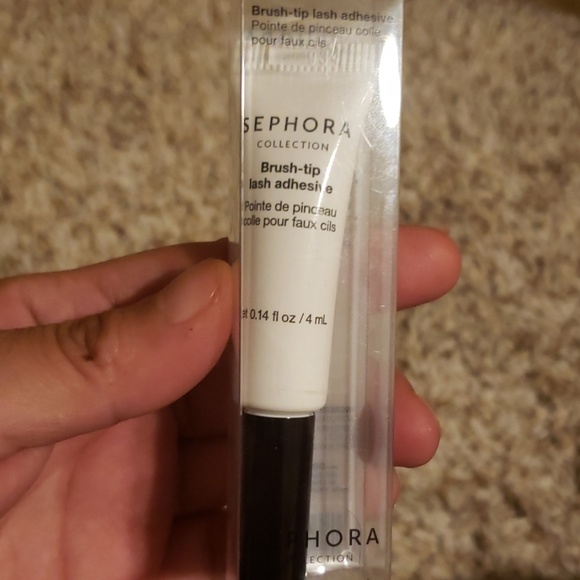 Brush-tip lash adhesive
Pointe de pinceau colle
pour faux cils
SEPHORA
COLLECTION
Brush-tip
lash adhesive
Pointe de pinceau
colle pour faux cils
0.14 fl oz / 4 mL
SEPHORA
COLLECTION